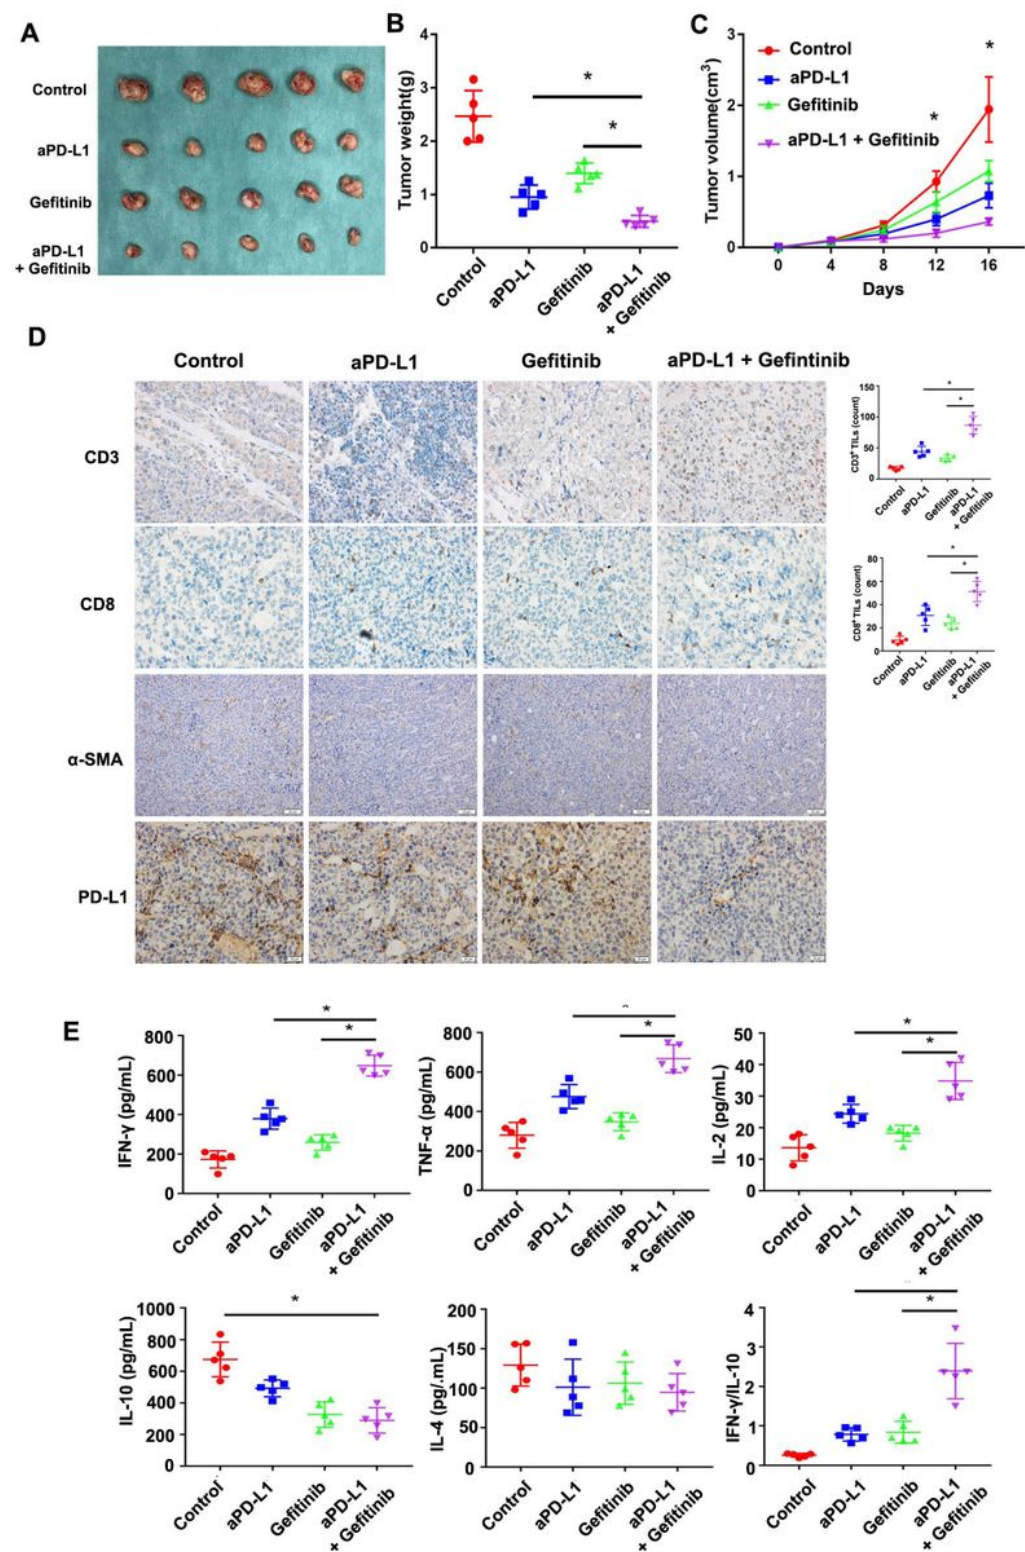 A
Control
aPD-L1
Gefitinib
aPD-L1
+ Gefitinib
B
Tumor weight(g)
4
3
2
1
0
*
*
Control
aPD-L1
Gefitinib
aPD-L1
+ Gefitinib
C
Tumor volume(cm3)
3
2
1
0
Control
aPD-L1
Gefitinib
aPD-L1 + Gefitinib
*
*
0 4 8 12 16
Days
D
Control aPD-L1 Gefitinib aPD-L1 + Gefintinib
CD3
CD8
α-SMA
PD-L1
CD3+ TILs (count)
150
100
50
0
*
*
Control
aPD-L1
Gefitinib
aPD-L1
+ Gefitinib
CD8+ TILs (count)
80
60
40
20
0
*
*
Control
aPD-L1
Gefitinib
aPD-L1
+ Gefitinib
E
IFN-γ (pg/mL)
800
600
400
200
0
*
*
Control
aPD-L1
Gefitinib
aPD-L1
+ Gefitinib
TNF-α (pg/mL)
800
600
400
200
0
*
Control
aPD-L1
Gefitinib
aPD-L1
+ Gefitinib
IL-2 (pg/mL)
50
40
30
20
10
0
*
*
Control
aPD-L1
Gefitinib
aPD-L1
+ Gefitinib
IL-10 (pg/mL)
1000
800
600
400
200
0
*
Control
aPD-L1
Gefitinib
aPD-L1
+ Gefitinib
IL-4 (pg/.mL)
200
150
100
50
0
Control
aPD-L1
Gefitinib
aPD-L1
+ Gefitinib
IFN-γ/IL-10
4
3
2
1
0
*
Control
aPD-L1
Gefitinib
aPD-L1
+ Gefitinib